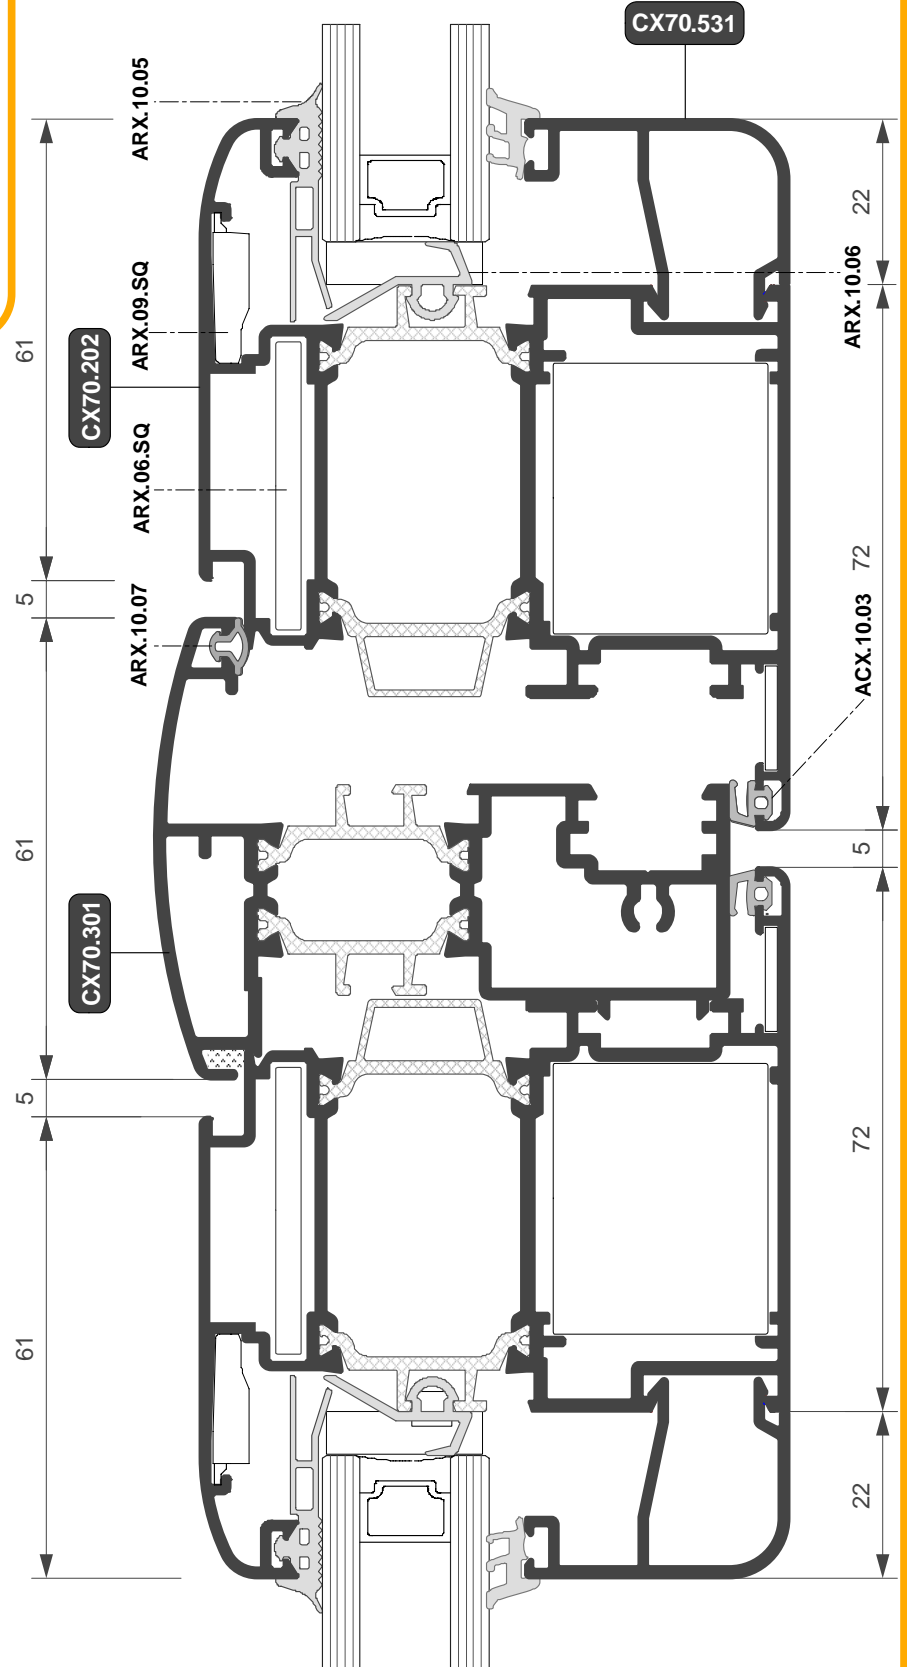 CX70.531
ARX.10.05
22
ARX.10.06
ARX.09.SQ
61
CX70.202
ARX.06.SQ
72
5
ARX.10.07
ACX.10.03
61
5
CX70.301
5
72
61
22